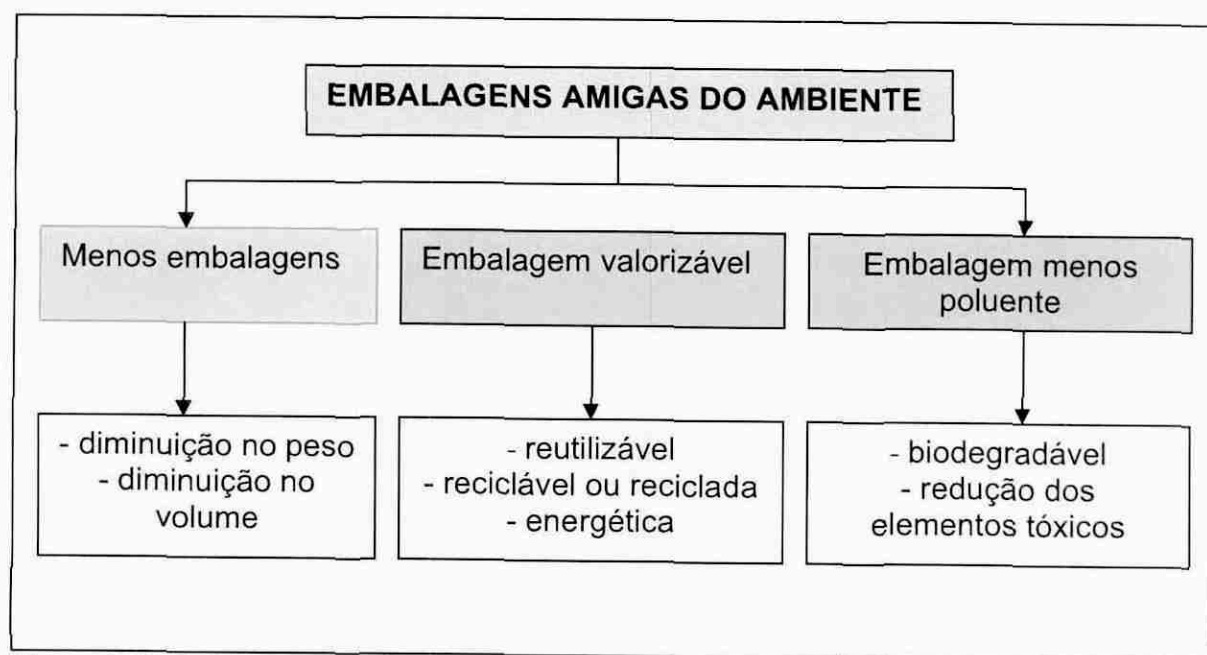 EMBALAGENS AMIGAS DO AMBIENTE
Menos embalagens
Embalagem valorizável
Embalagem menos
poluente
- diminuição no peso
- diminuição no
volume
- reutilizável
- reciclável ou reciclada
- energética
- biodegradável
- redução dos
elementos tóxicos